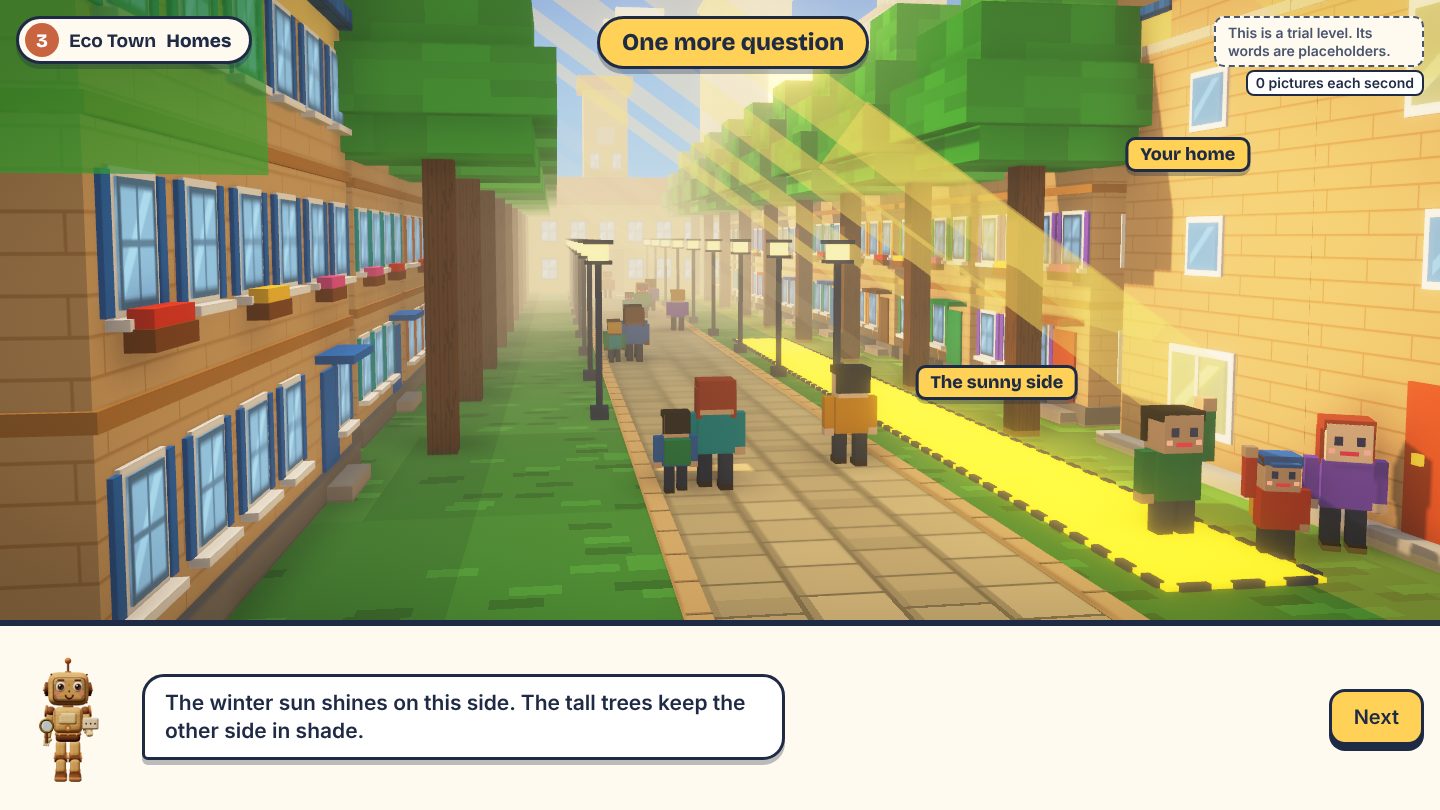 3 Eco Town Homes
One more question
This is a trial level. Its
words are placeholders.
0 pictures each second
Your home
The sunny side
The winter sun shines on this side. The tall trees keep the
other side in shade.
Next